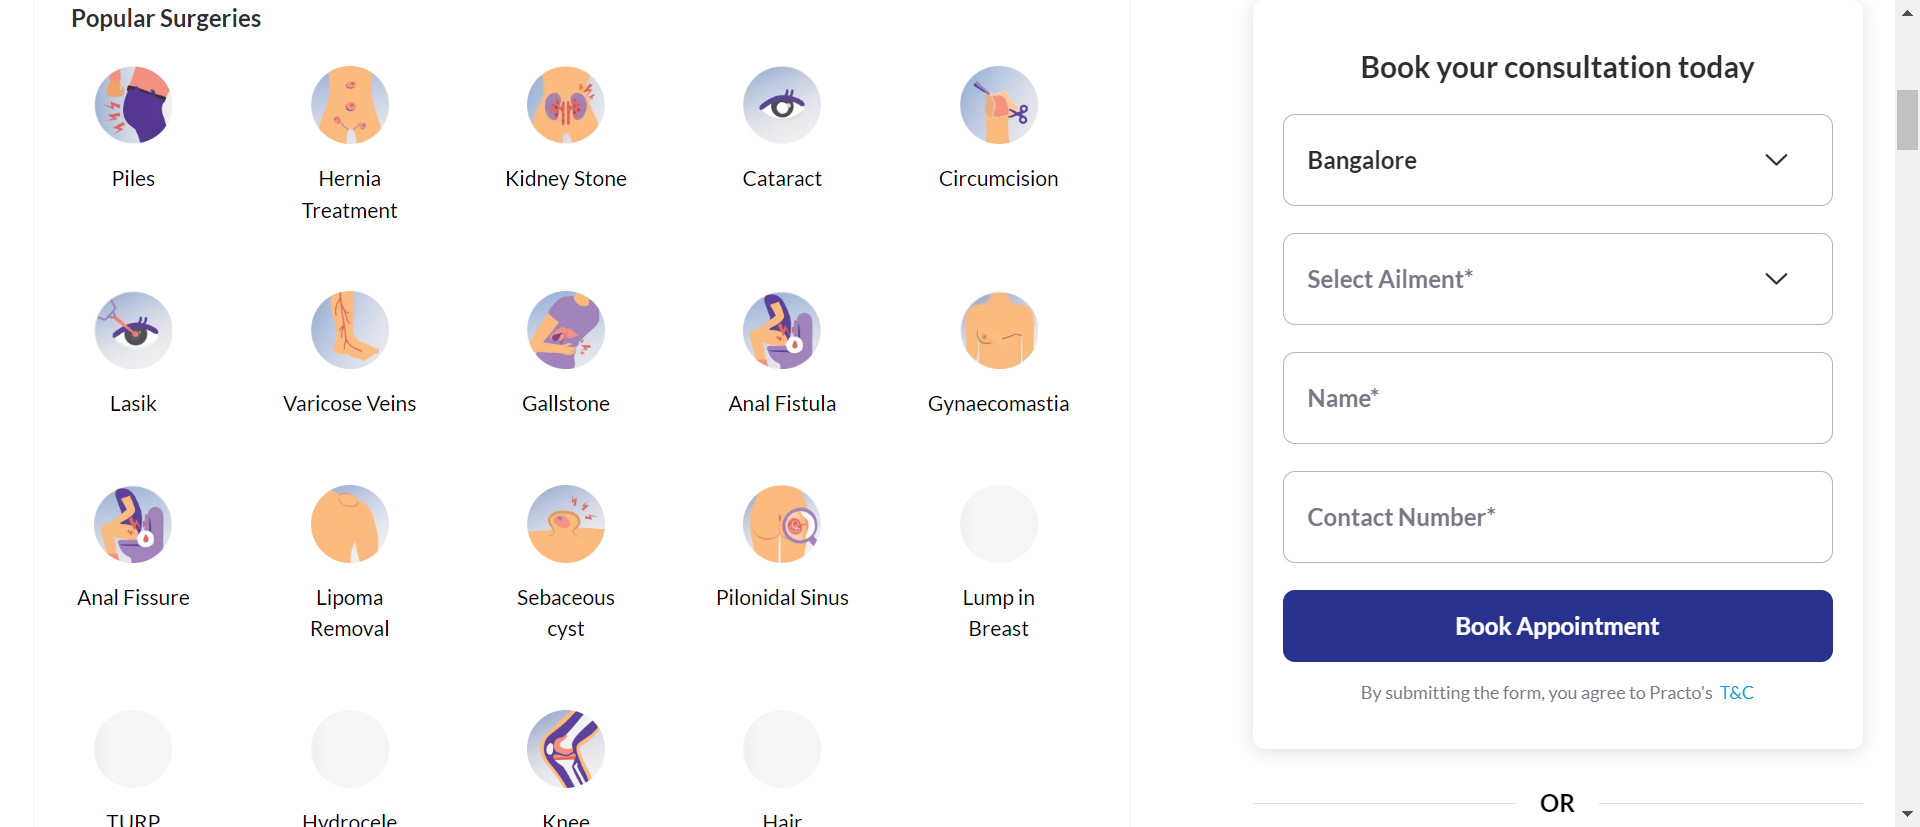 Popular Surgeries
Piles
Hernia
Treatment
Kidney Stone
Cataract
Circumcision
Lasik
Varicose Veins
Gallstone
Anal Fistula
Gynaecomastia
Anal Fissure
Lipoma
Removal
Sebaceous
cyst
Pilonidal Sinus
Lump in
Breast
TURP
Hydrocele
Knee
Hair
Book your consultation today
Bangalore
Select Ailment*
Name*
Contact Number*
Book Appointment
By submitting the form, you agree to Practo's T&C
OR